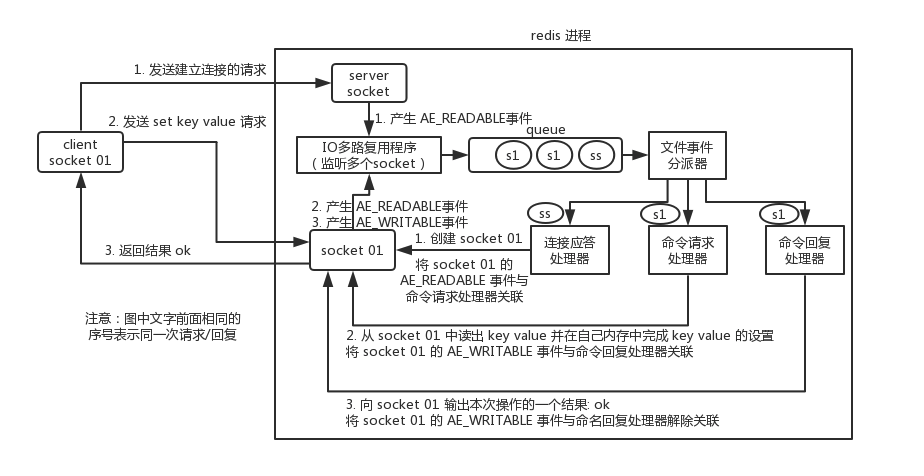 redis 进程
1. 发送建立连接的请求
server
socket
2. 发送 set key value 请求
1. 产生 AE_READABLE事件
queue
client
socket 01
IO多路复用程序
（监听多个socket）
s1
s1
ss
文件事件
分派器
2. 产生 AE_READABLE事件
3. 产生 AE_WRITABLE事件
ss
s1
s1
1. 创建 socket 01
连接应答
处理器
命令请求
处理器
命令回复
处理器
3. 返回结果 ok
socket 01
将 socket 01 的
AE_READABLE 事件与
命令请求处理器关联
注意：图中文字前面相同的
序号表示同一次请求/回复
2. 从 socket 01 中读出 key value 并在自己内存中完成 key value 的设置
将 socket 01 的 AE_WRITABLE 事件与命令回复处理器关联
3. 向 socket 01 输出本次操作的一个结果: ok
将 socket 01 的 AE_WRITABLE 事件与命名回复处理器解除关联